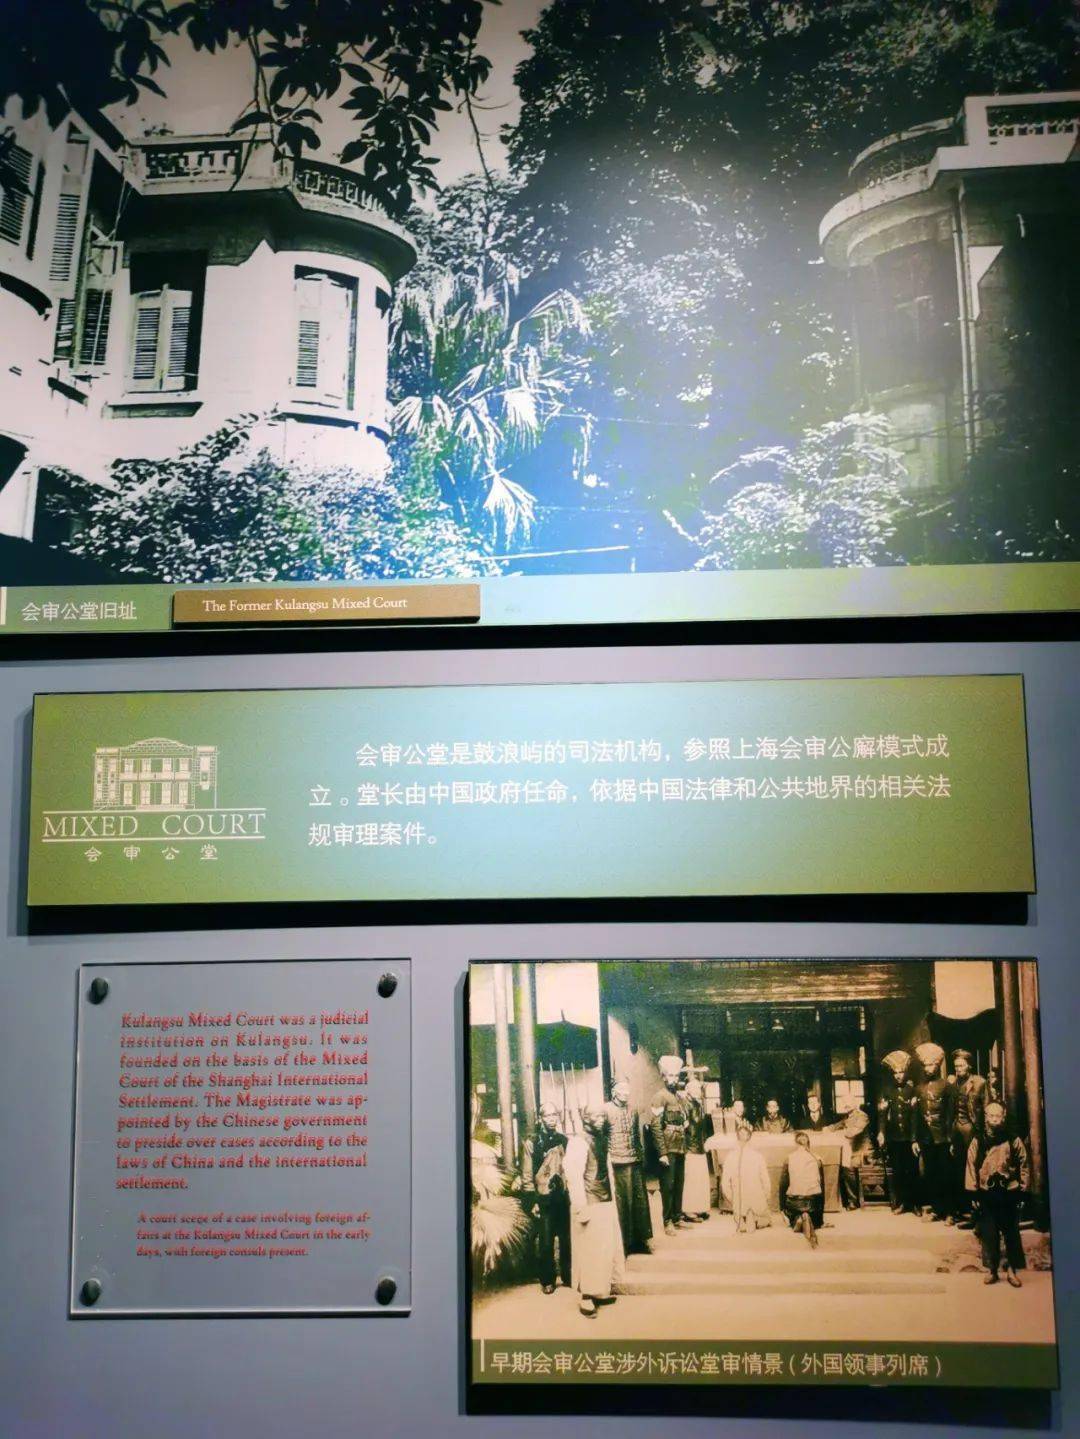 会审公堂旧址
The Former Kulangsu Mixed Court
MIXED COURT
会审公堂
会审公堂是鼓浪屿的司法机构，参照上海会审公廨模式成
立。堂长由中国政府任命，依据中国法律和公共地界的相关法
规审理案件。
Kulangsu Mixed Court was a judicial
institution on Kulangsu. It was
founded on the basis of the Mixed
Court of the Shanghai International
Settlement. The Magistrate was ap-
pointed by the Chinese government
to preside over cases according to the
laws of China and the international
settlement.
A court scene of a case involving foreign af-
fairs at the Kulangsu Mixed Court in the early
days, with foreign consuls present.
早期会审公堂涉外诉讼堂审情景（外国领事列席）